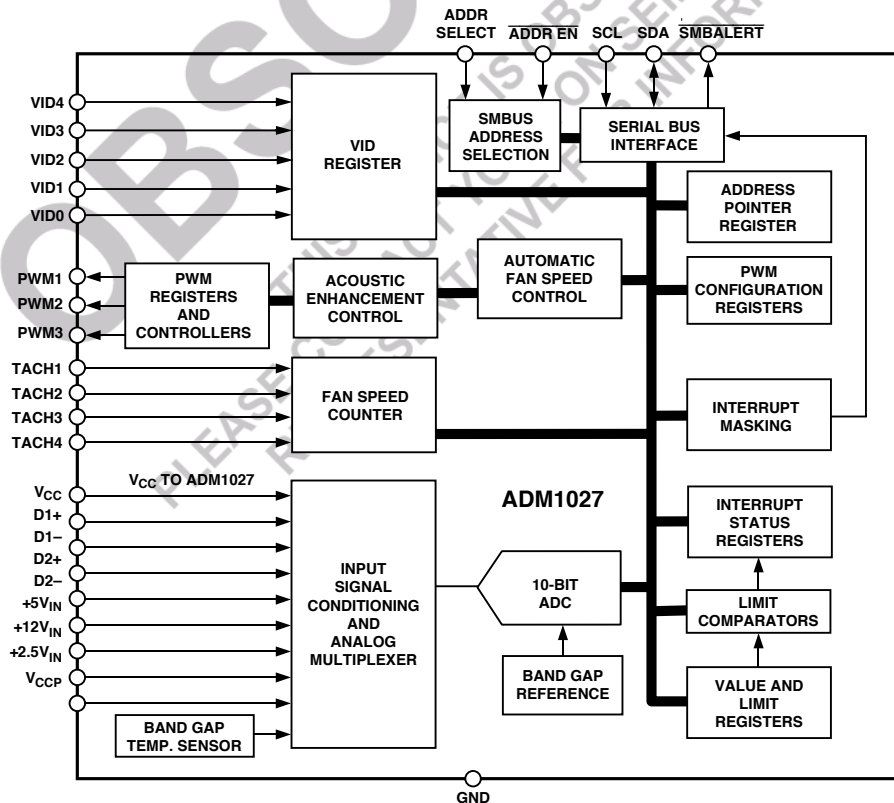 ADDR
SELECT
ADDR EN
SCL
SDA
SMBALERT
VID4
VID3
VID2
VID1
VID0
VID
REGISTER
SMBUS
ADDRESS
SELECTION
SERIAL BUS
INTERFACE
ADDRESS
POINTER
REGISTER
PWM1
PWM2
PWM3
PWM
REGISTERS
AND
CONTROLLERS
ACOUSTIC
ENHANCEMENT
CONTROL
AUTOMATIC
FAN SPEED
CONTROL
PWM
CONFIGURATION
REGISTERS
TACH1
TACH2
TACH3
TACH4
FAN SPEED
COUNTER
INTERRUPT
MASKING
VCC TO ADM1027
VCC
D1+
D1–
D2+
D2–
+5VIN
+12VIN
+2.5VIN
VCCP
INPUT
SIGNAL
CONDITIONING
AND
ANALOG
MULTIPLEXER
ADM1027
10-BIT
ADC
BAND GAP
REFERENCE
INTERRUPT
STATUS
REGISTERS
LIMIT
COMPARATORS
VALUE AND
LIMIT
REGISTERS
BAND GAP
TEMP. SENSOR
GND